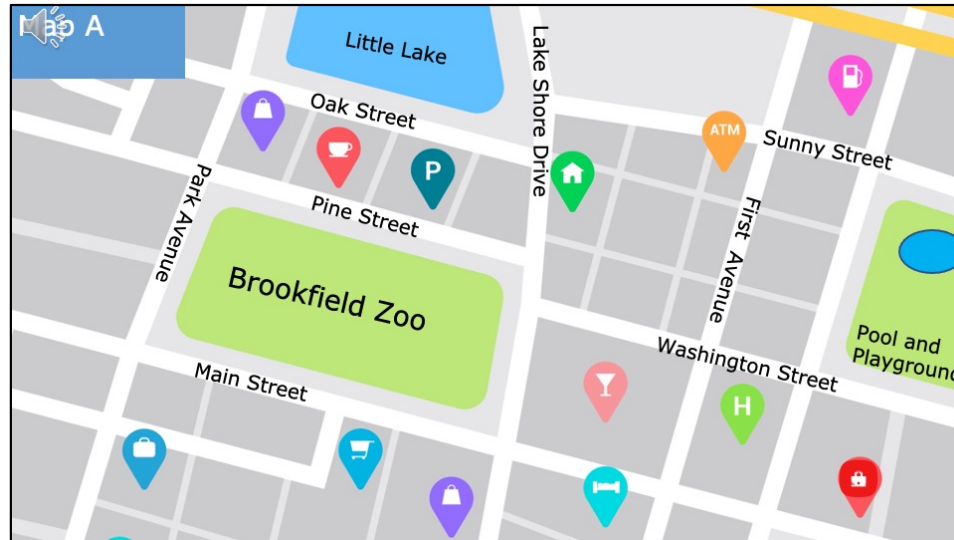 Map A
Little Lake
Oak Street
Lake Shore Drive
ATM
Sunny Street
P
Park Avenue
Pine Street
First Avenue
Brookfield Zoo
Pool and
Playground
Washington Street
Main Street
H